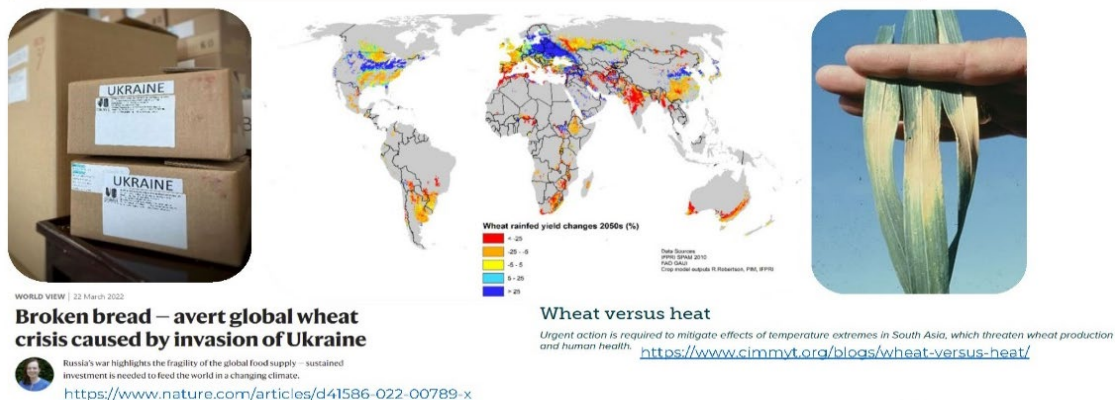 UKRAINE
UKRAINE
Wheat rainfed yield changes 2050s (%)
< -25
-25 - -5
-5 - 5
5 - 25
> 25
Data Sources
IFPRI SPAM 2010
FAO GAUI
Crop model outputs R.Robertson, FIMI, IFPRI
WORLD VIEW | 22 March 2022
Broken bread — avert global wheat
crisis caused by invasion of Ukraine
Russia's war highlights the fragility of the global food supply — sustained
investment is needed to feed the world in a changing climate.
https://www.nature.com/articles/d41586-022-00789-x
Wheat versus heat
Urgent action is required to mitigate effects of temperature extremes in South Asia, which threaten wheat production
and human health. https://www.cimmyt.org/blogs/wheat-versus-heat/